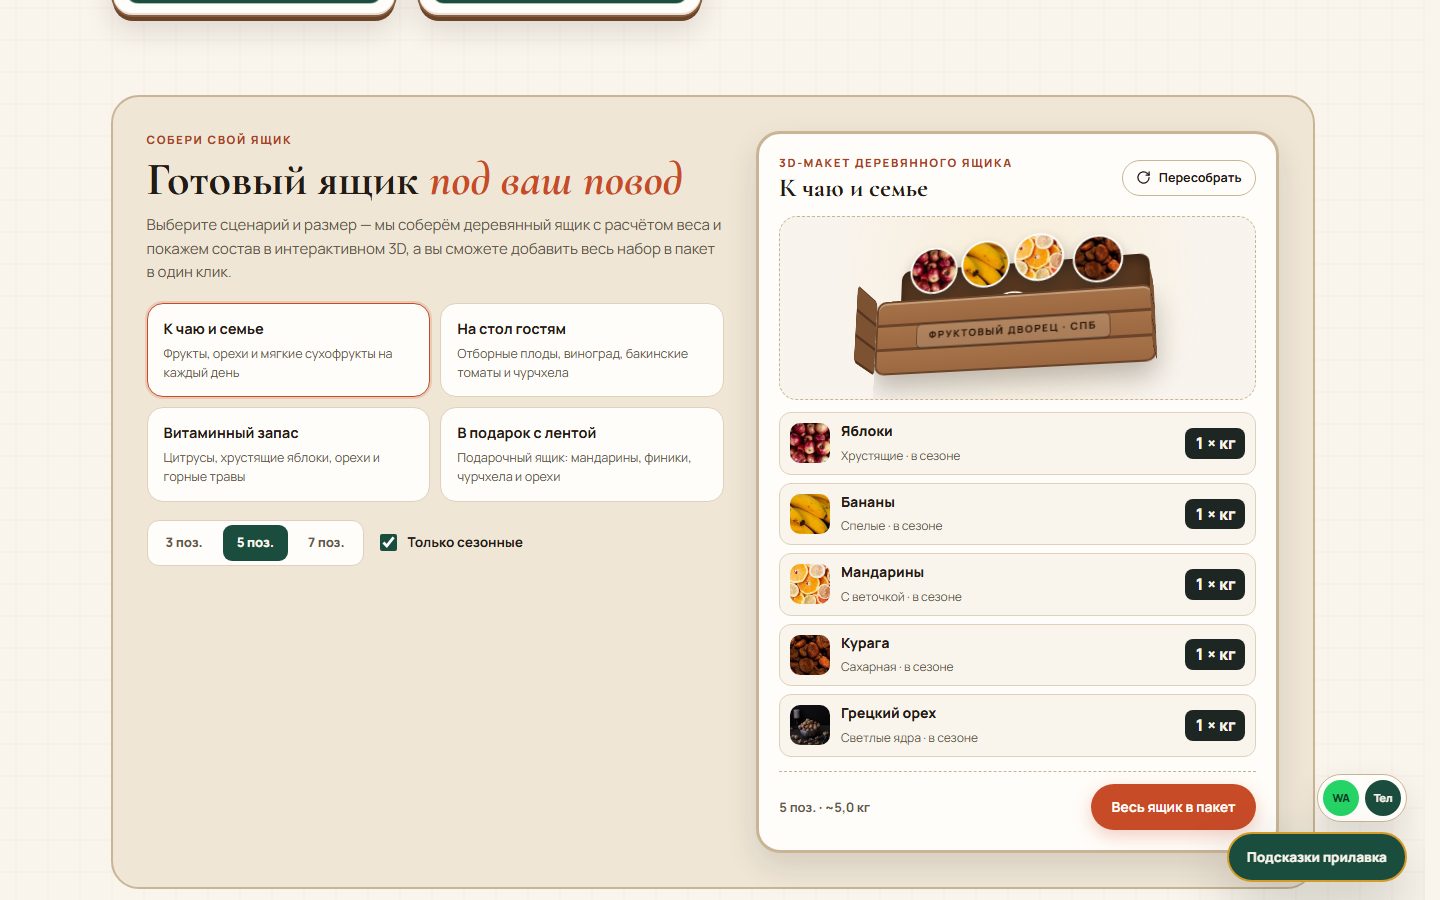 СОБЕРИ СВОЙ ЯЩИК
Готовый ящик под ваш повод
Выберите сценарий и размер — мы соберём деревянный ящик с расчётом веса и
покажем состав в интерактивном 3D, а вы сможете добавить весь набор в пакет
в один клик.
К чаю и семье
Фрукты, орехи и мягкие сухофрукты на
каждый день
На стол гостям
Отборные плоды, виноград, бакинские
томаты и чурчхела
Витаминный запас
Цитрусы, хрустящие яблоки, орехи и
горные травы
В подарок с лентой
Подарочный ящик: мандарины, финики,
чурчхела и орехи
3 поз.
5 поз.
7 поз.
Только сезонные
3D-МАКЕТ ДЕРЕВЯННОГО ЯЩИКА
К чаю и семье
Пересобрать
ФРУКТОВЫЙ ДВОРЕЦ · СПБ
Яблоки
Хрустящие · в сезоне
1 × кг
Бананы
Спелые · в сезоне
1 × кг
Мандарины
С веточкой · в сезоне
1 × кг
Курага
Сахарная · в сезоне
1 × кг
Грецкий орех
Светлые ядра · в сезоне
1 × кг
5 поз. · ~5,0 кг
Весь ящик в пакет
WA
Тел
Подсказки прилавка